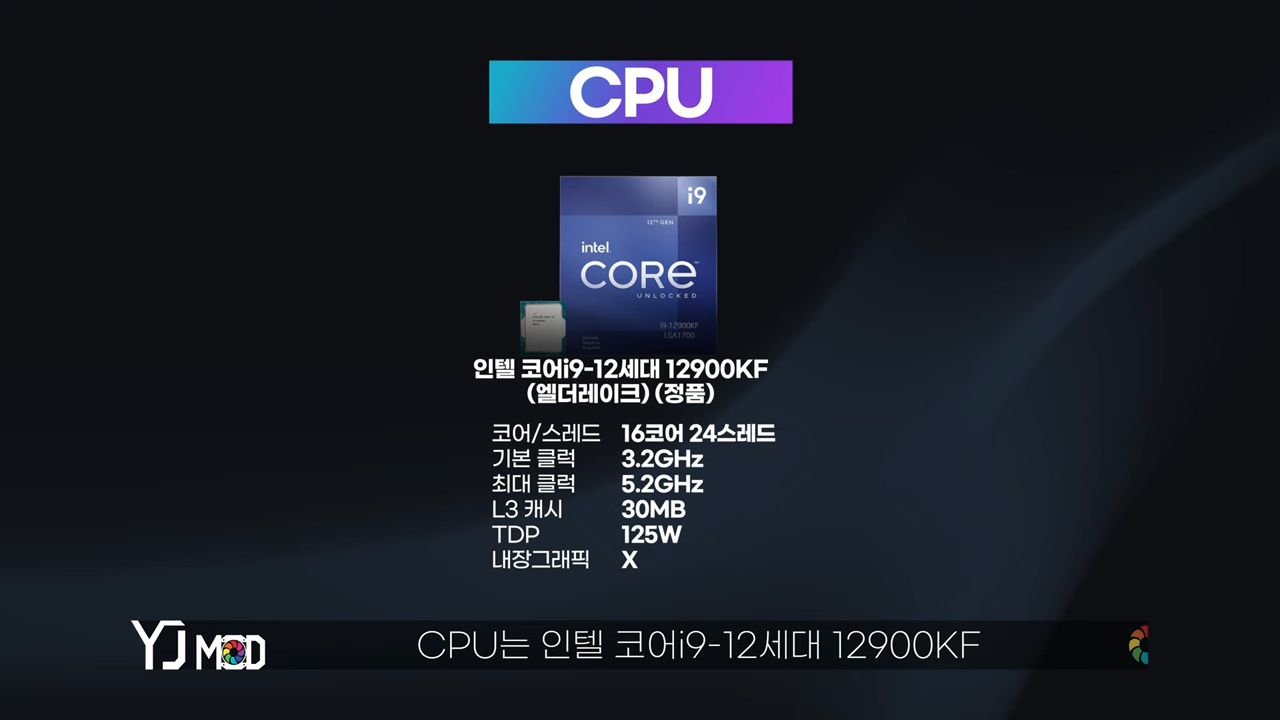 CPU
i9
12TH GEN
intel.
CORE™
UNLOCKED
i9-12900KF
LGA1700
인텔 코어i9-12세대 12900KF
(엘더레이크) (정품)
코어/스레드 16코어 24스레드
기본 클럭 3.2GHz
최대 클럭 5.2GHz
L3 캐시 30MB
TDP 125W
내장그래픽 X
YJ MOD
CPU는 인텔 코어i9-12세대 12900KF